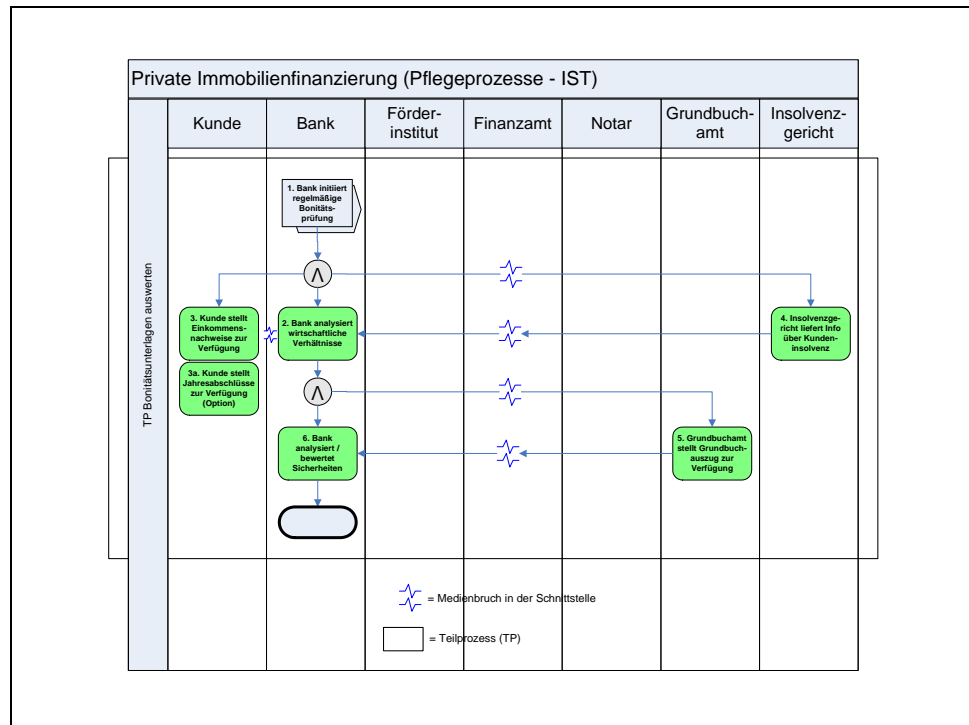 Private Immobilienfinanzierung (Pflegeprozesse - IST)
Kunde
Bank
Förder-
institut
Finanzamt
Notar
Grundbuch-
amt
Insolvenz-
gericht
TP Bonitätsunterlagen auswerten
1. Bank initiiert
regelmäßige
Bonitäts-
prüfung
Λ
3. Kunde stellt
Einkommens-
nachweise zur
Verfügung
2. Bank analysiert
wirtschaftliche
Verhältnisse
4. Insolvenzge-
richt liefert Info
über Kunden-
insolvenz
3a. Kunde stellt
Jahresabschlüsse
zur Verfügung
(Option)
Λ
6. Bank
analysiert /
bewertet
Sicherheiten
5. Grundbuchamt
stellt Grundbuch-
auszug zur
Verfügung
= Medienbruch in der Schnittstelle
= Teilprozess (TP)